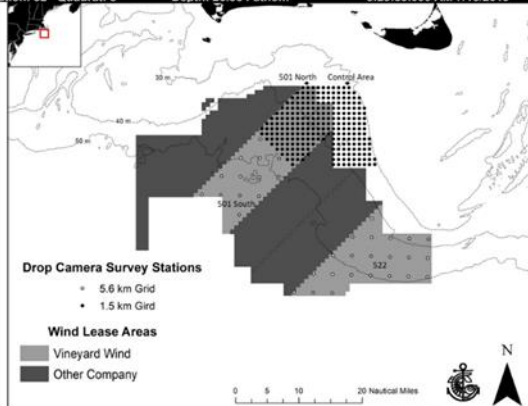 501 North Control Area
30 m
40 m
50 m
501 South
522
Drop Camera Survey Stations
5.6 km Grid
1.5 km Gird
Wind Lease Areas
Vineyard Wind
Other Company
N
0 5 10 20 Nautical Miles